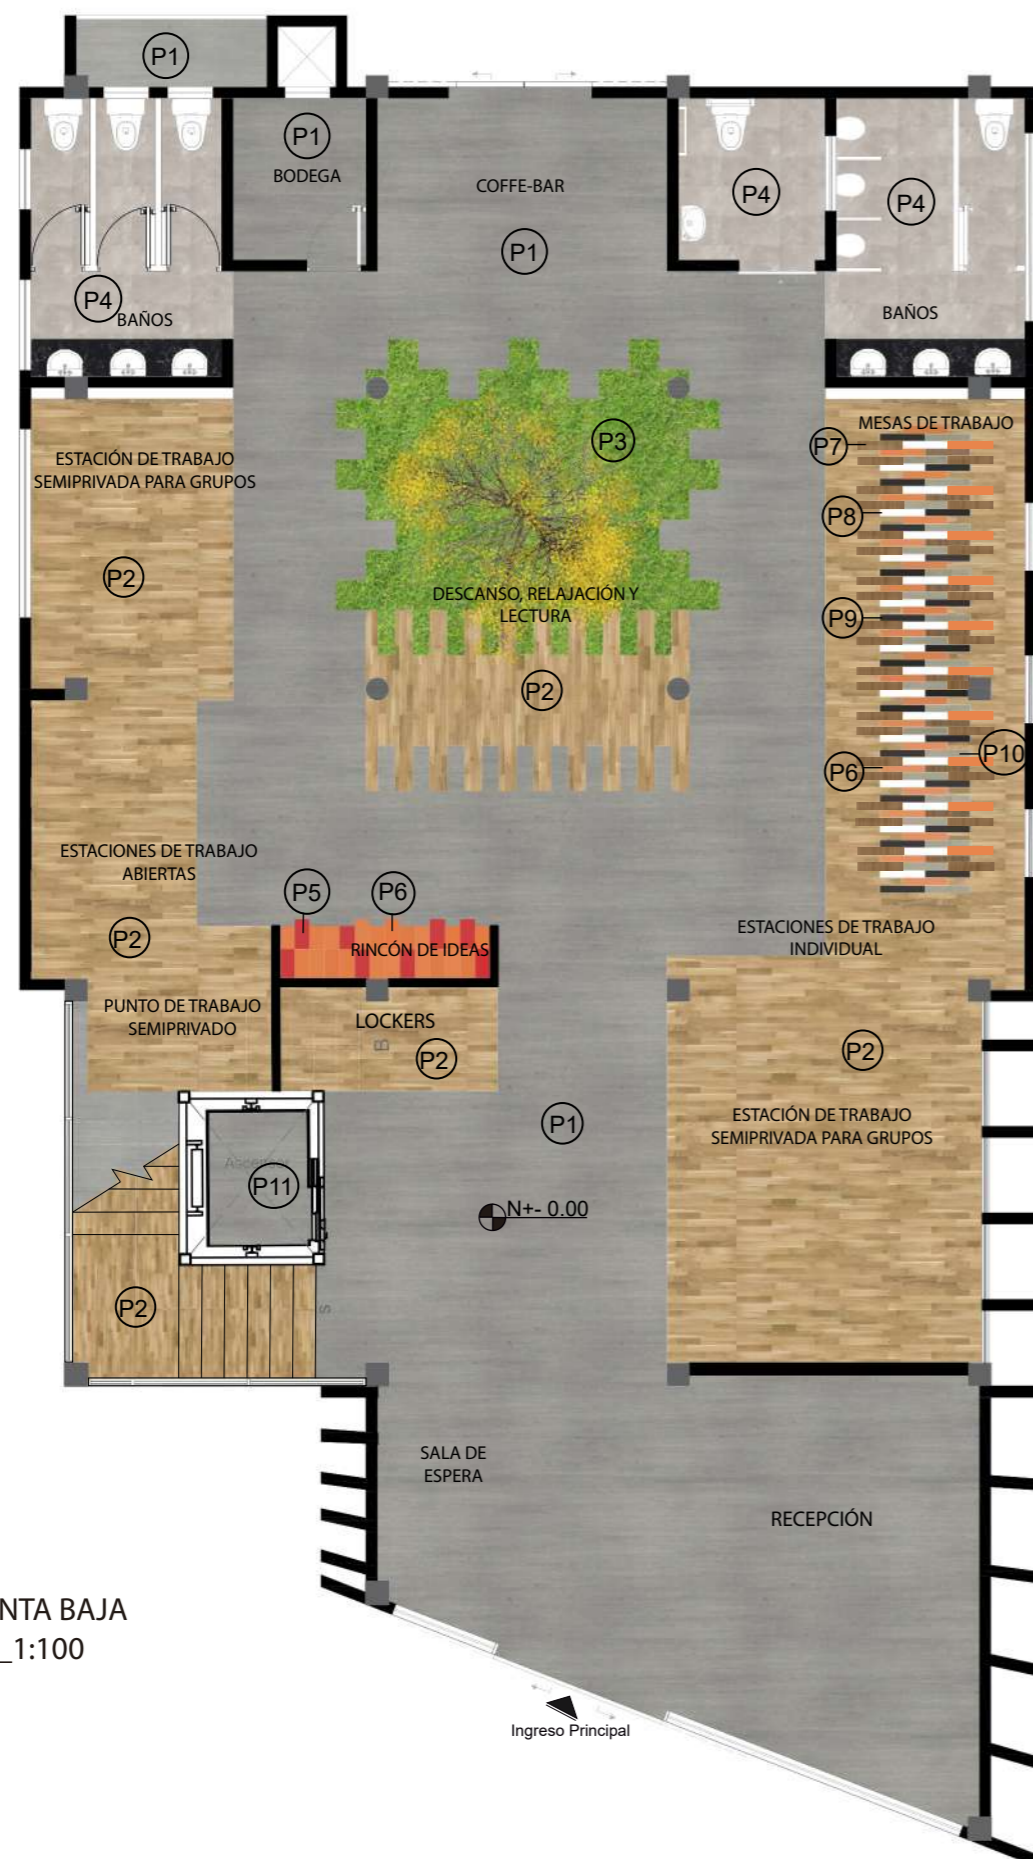 P1
P1
BODEGA
COFFE-BAR
P1
P4
P4
P4
BAÑOS
BAÑOS
ESTACIÓN DE TRABAJO
SEMIPRIVADA PARA GRUPOS
P2
P3
DESCANSO, RELAJACIÓN Y
LECTURA
P2
MESAS DE TRABAJO
P7
P8
P9
P10
P6
ESTACIONES DE TRABAJO
ABIERTAS
P2
P5
P6
RINCÓN DE IDEAS
ESTACIONES DE TRABAJO
INDIVIDUAL
PUNTO DE TRABAJO
SEMIPRIVADO
LOCKERS
B
P2
P2
P1
ESTACIÓN DE TRABAJO
SEMIPRIVADA PARA GRUPOS
Ascensor
P11
N+- 0.00
P2
S
SALA DE
ESPERA
RECEPCIÓN
NTA BAJA
_1:100
Ingreso Principal